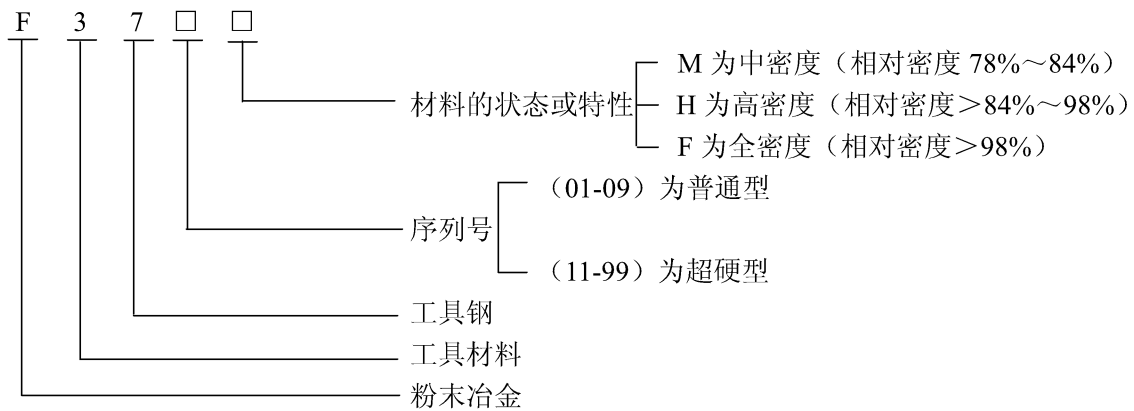 F 3 7 □ □
M 为中密度（相对密度 78%～84%）
材料的状态或特性
H 为高密度（相对密度＞84%～98%）
F 为全密度（相对密度＞98%）
（01-09）为普通型
序列号
（11-99）为超硬型
工具钢
工具材料
粉末冶金